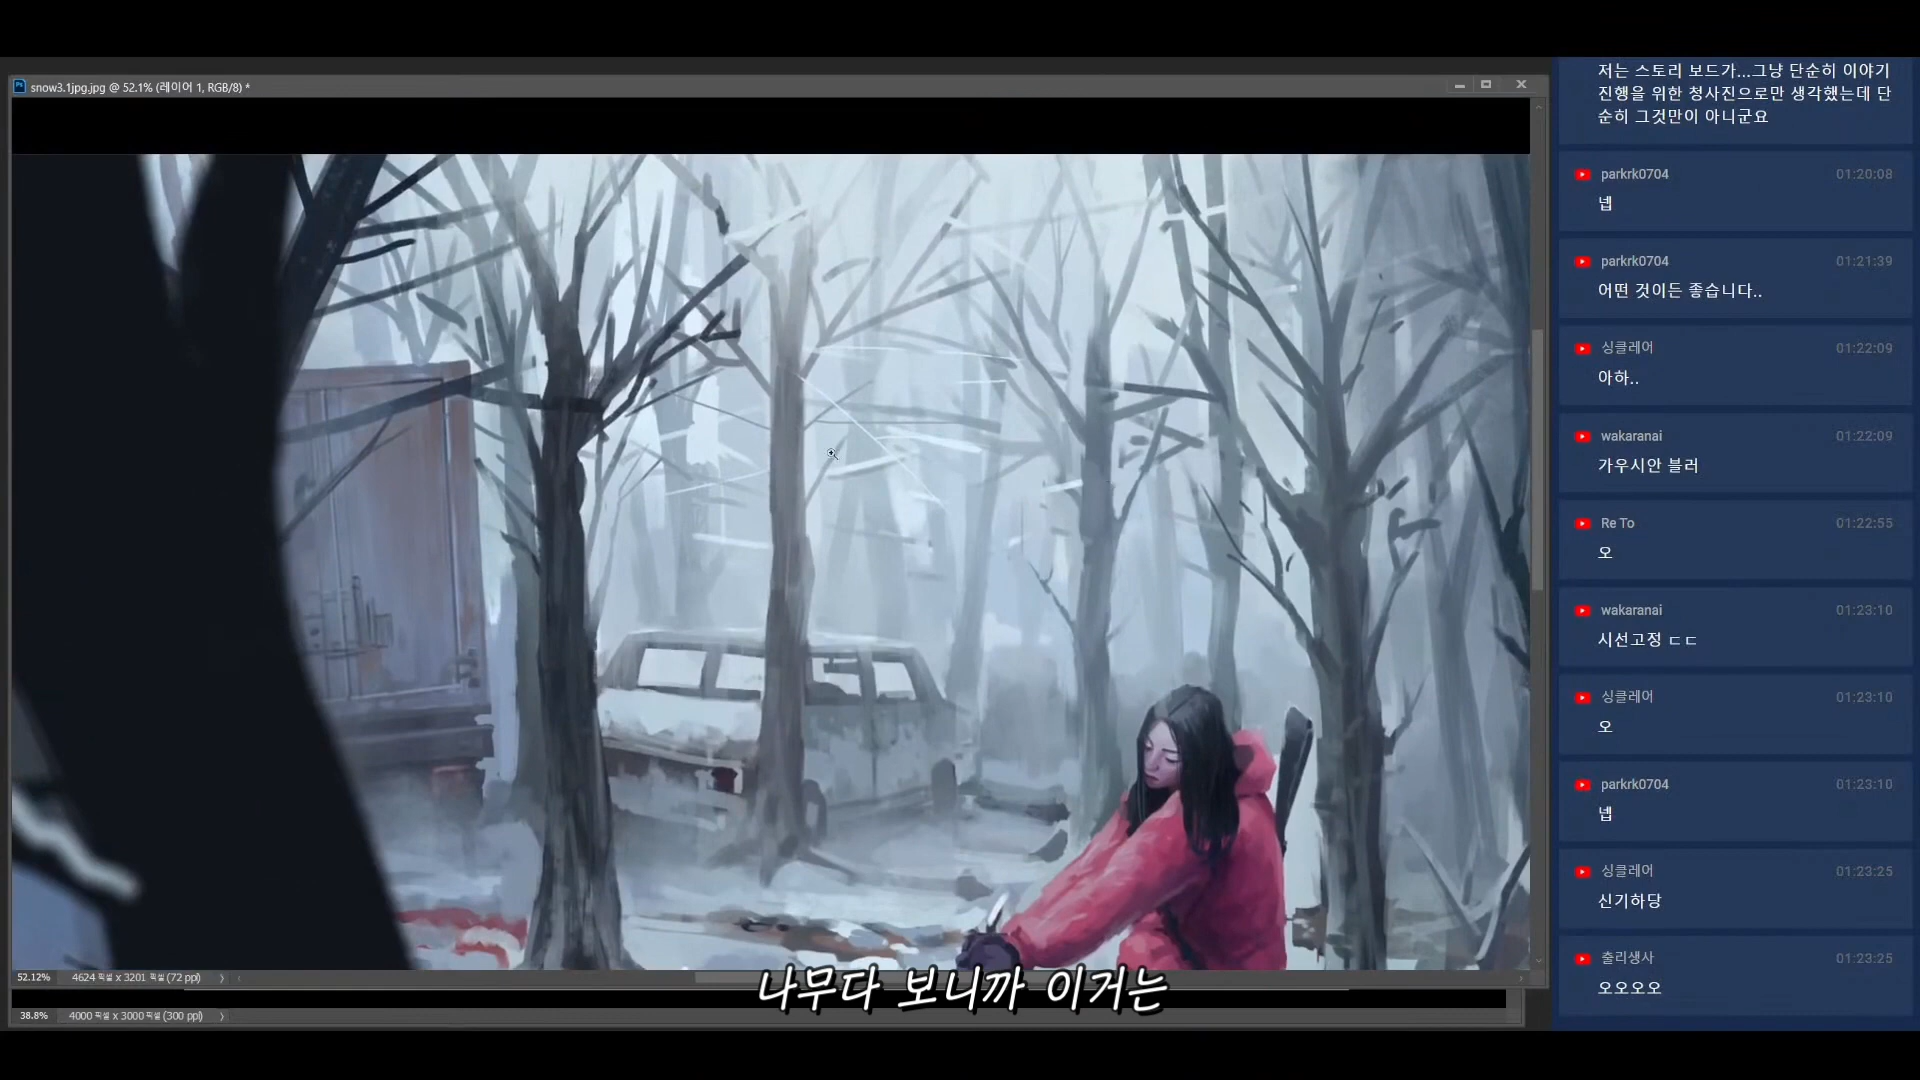 snow3.1jpg.jpg @ 52.1% (레이어 1, RGB/8) *
52.12%
4624 픽셀 x 3201 픽셀 (72 ppi)
38.8%
4000 픽셀 x 3000 픽셀 (300 ppi)
나무다 보니까 이거는
저는 스토리 보드가...그냥 단순히 이야기
진행을 위한 청사진으로만 생각했는데 단
순히 그것만이 아니군요
parkrk0704 01:20:08
넵
parkrk0704 01:21:39
어떤 것이든 좋습니다..
싱클레어 01:22:09
아하..
wakaranai 01:22:09
가우시안 블러
Re To 01:22:55
오
wakaranai 01:23:10
시선고정 ㄷㄷ
싱클레어 01:23:10
오
parkrk0704 01:23:10
넵
싱클레어 01:23:25
신기하당
출리생사 01:23:25
오오오오